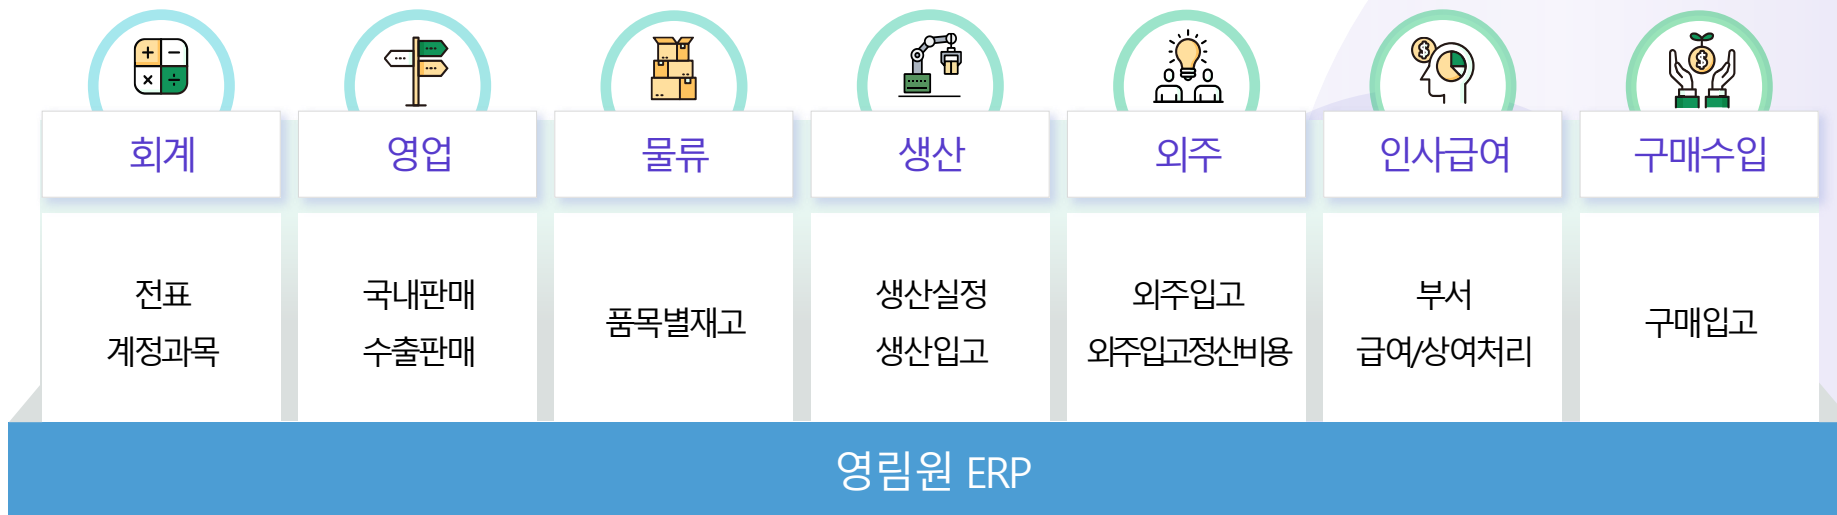 회계
영업
물류
생산
외주
인사급여
구매수입
전표
계정과목
국내판매
수출판매
품목별재고
생산실정
생산입고
외주입고
외주입고정산비용
부서
급여/상여처리
구매입고
영림원 ERP